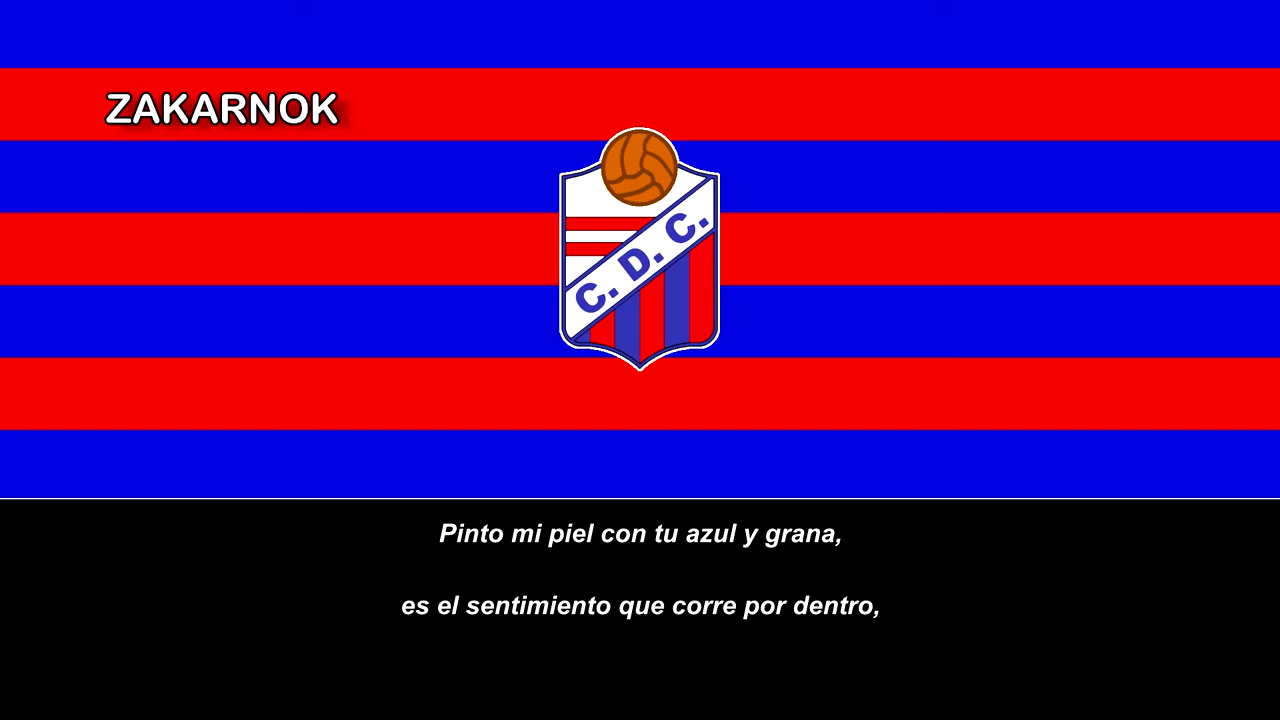 ZAKARNOK
C. D. C.
Pinto mi piel con tu azul y grana,
es el sentimiento que corre por dentro,